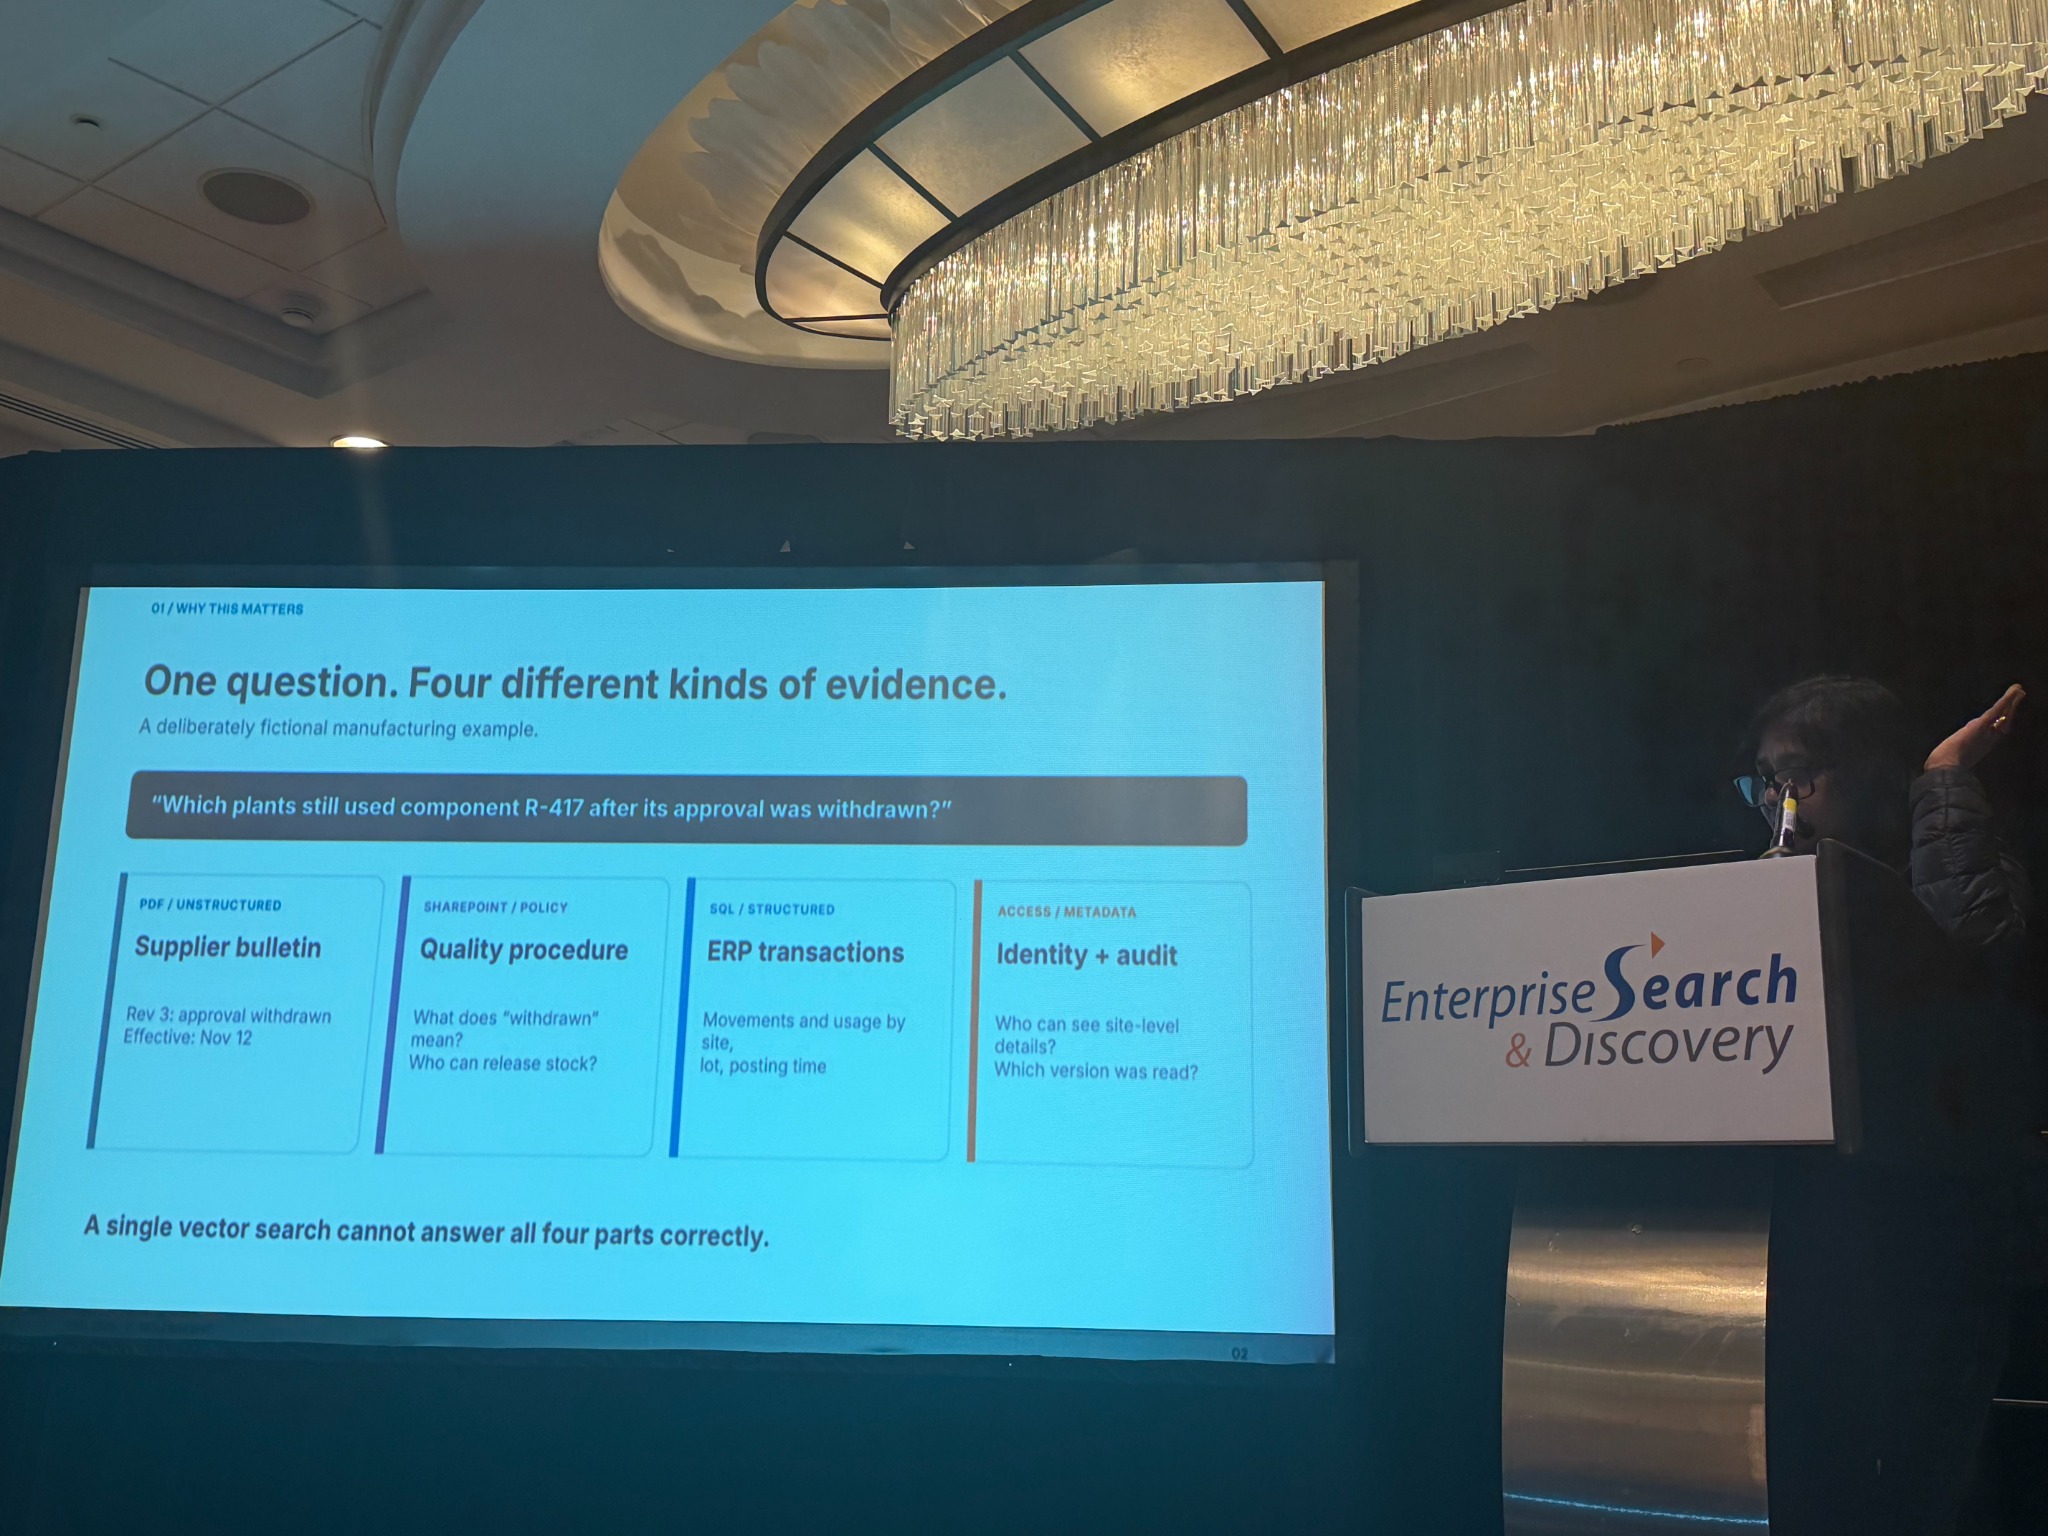 01 / WHY THIS MATTERS
One question. Four different kinds of evidence.
A deliberately fictional manufacturing example.
"Which plants still used component R-417 after its approval was withdrawn?"
PDF / UNSTRUCTURED
Supplier bulletin
Rev 3: approval withdrawn
Effective: Nov 12
SHAREPOINT / POLICY
Quality procedure
What does "withdrawn"
mean?
Who can release stock?
SQL / STRUCTURED
ERP transactions
Movements and usage by
site,
lot, posting time
ACCESS / METADATA
Identity + audit
Who can see site-level
details?
Which version was read?
A single vector search cannot answer all four parts correctly.
02
Enterprise Search
& Discovery